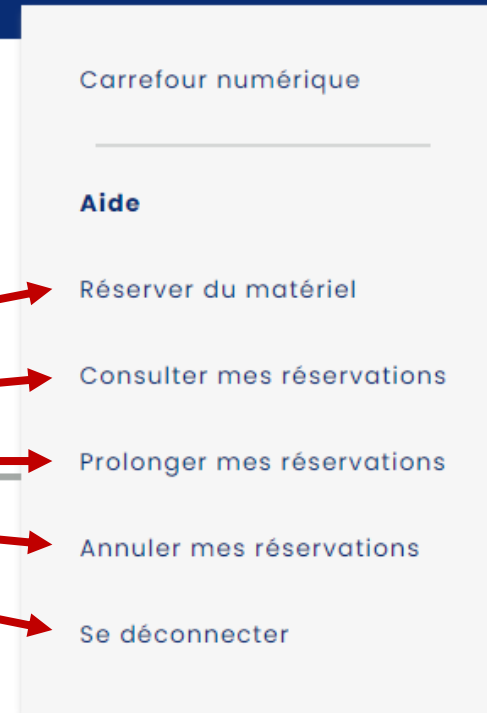 Carrefour numérique
Aide
Réserver du matériel
Consulter mes réservations
Prolonger mes réservations
Annuler mes réservations
Se déconnecter